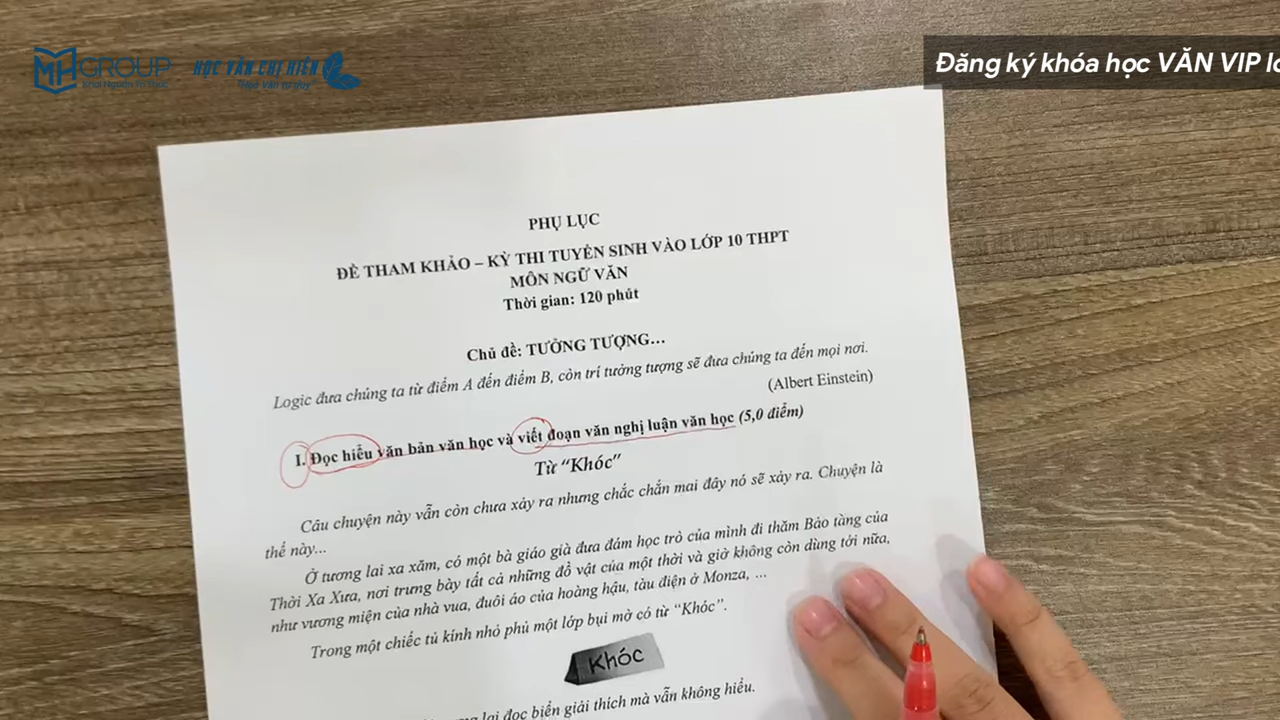 MH GROUP
Khơi Nguồn Tri Thức
HỌC VĂN CHỊ HIÊN
Đăng ký khóa học VĂN VIP
PHỤ LỤC
ĐỀ THAM KHẢO – KỲ THI TUYỂN SINH VÀO LỚP 10 THPT
MÔN NGỮ VĂN
Thời gian: 120 phút
Chủ đề: TƯỞNG TƯỢNG…
Logic đưa chúng ta từ điểm A đến điểm B, còn trí tưởng tượng sẽ đưa chúng ta đến mọi nơi.
(Albert Einstein)
I. Đọc hiểu văn bản văn học và viết đoạn văn nghị luận văn học (5,0 điểm)
Từ “Khóc”
Câu chuyện này vẫn còn chưa xảy ra nhưng chắc chắn mai đây nó sẽ xảy ra. Chuyện là
thế này...
Ở tương lai xa xăm, có một bà giáo già đưa đám học trò của mình đi thăm Bảo tàng của
Thời Xa Xưa, nơi trưng bày tất cả những đồ vật của một thời và giờ không còn dùng tới nữa,
như vương miện của nhà vua, đuôi áo của hoàng hậu, tàu điện ở Monza, ...
Trong một chiếc tủ kính nhỏ phủ một lớp bụi mờ có từ “Khóc”.
Khóc
lai đọc biển giải thích mà vẫn không hiểu.